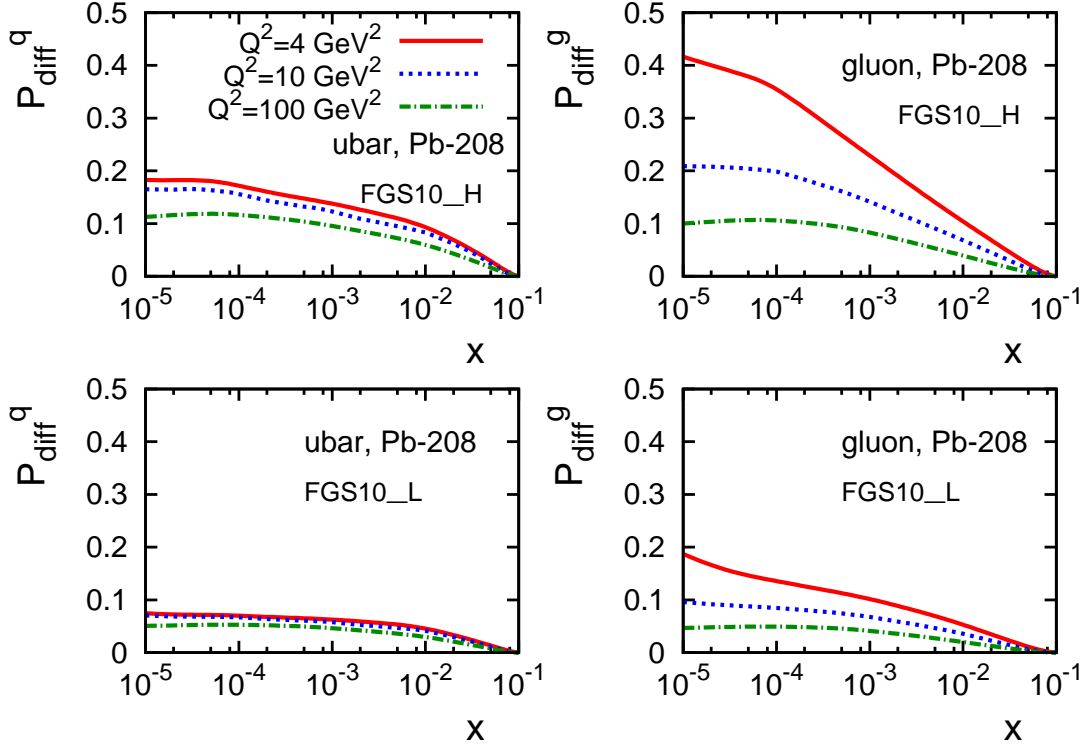 P_diff^q
0.5
0.4
0.3
0.2
0.1
0
Q^2=4 GeV^2
Q^2=10 GeV^2
Q^2=100 GeV^2
ubar, Pb-208
FGS10__H
10^-5 10^-4 10^-3 10^-2 10^-1
x
P_diff^g
0.5
0.4
0.3
0.2
0.1
0
gluon, Pb-208
FGS10__H
10^-5 10^-4 10^-3 10^-2 10^-1
x
P_diff^q
0.5
0.4
0.3
0.2
0.1
0
ubar, Pb-208
FGS10__L
10^-5 10^-4 10^-3 10^-2 10^-1
x
P_diff^g
0.5
0.4
0.3
0.2
0.1
0
gluon, Pb-208
FGS10__L
10^-5 10^-4 10^-3 10^-2 10^-1
x